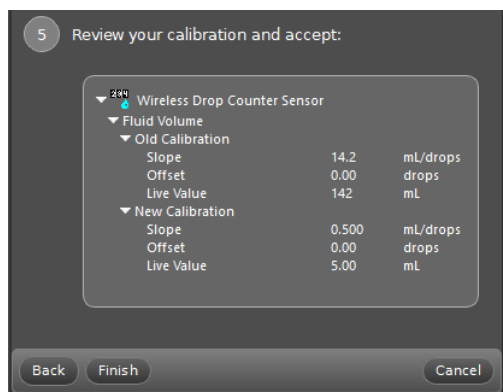 5 Review your calibration and accept:
Wireless Drop Counter Sensor
Fluid Volume
Old Calibration
Slope 14.2 mL/drops
Offset 0.00 drops
Live Value 142 mL
New Calibration
Slope 0.500 mL/drops
Offset 0.00 drops
Live Value 5.00 mL
Back Finish Cancel